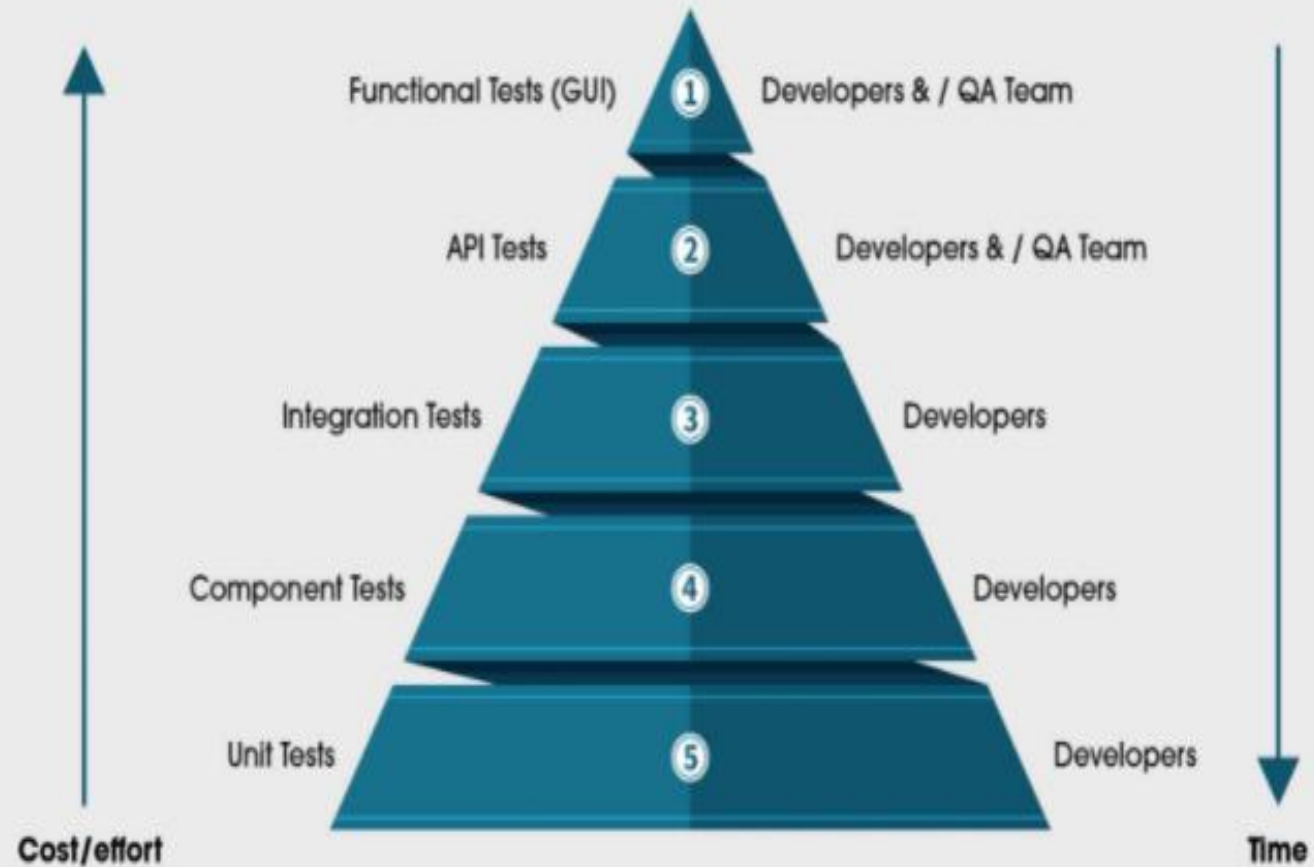 Functional Tests (GUI) 1 Developers & / QA Team
API Tests 2 Developers & / QA Team
Integration Tests 3 Developers
Component Tests 4 Developers
Unit Tests 5 Developers
Cost/effort Time